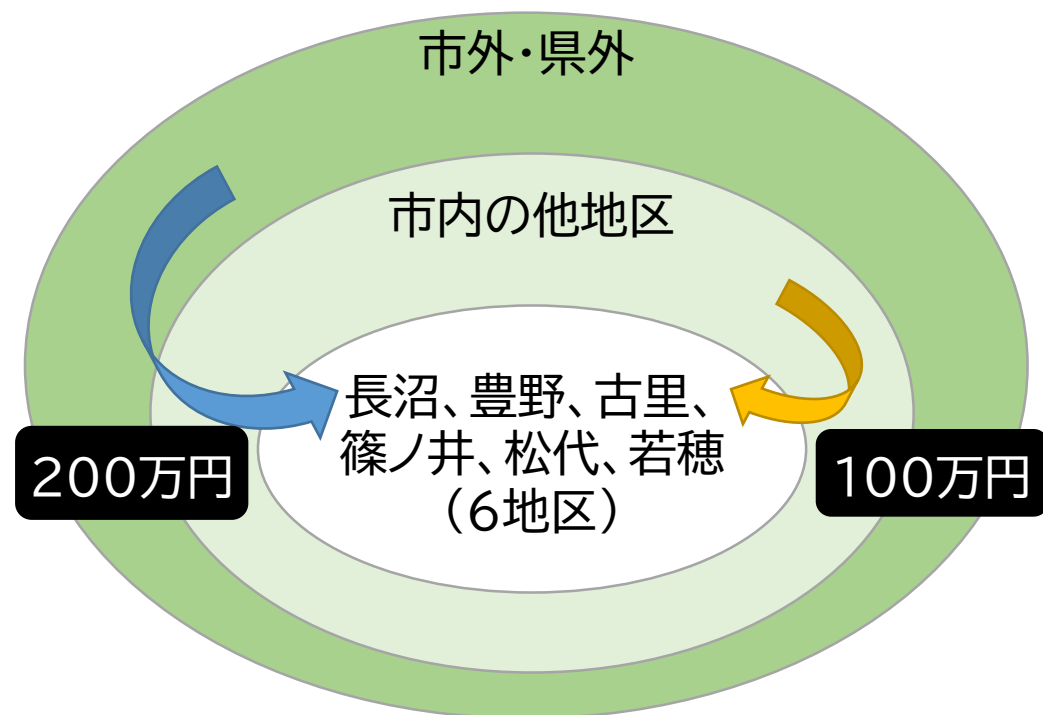 市外・県外
市内の他地区
長沼、豊野、古里、
篠ノ井、松代、若穂
（6地区）
200万円
100万円